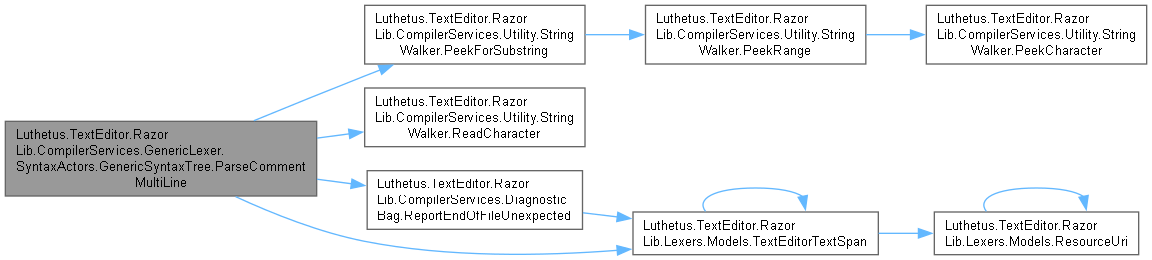 Luthetus.TextEditor.Razor
Lib.CompilerServices.Utility.String
Walker.PeekForSubstring
Luthetus.TextEditor.Razor
Lib.CompilerServices.Utility.String
Walker.PeekRange
Luthetus.TextEditor.Razor
Lib.CompilerServices.Utility.String
Walker.PeekCharacter
Luthetus.TextEditor.Razor
Lib.CompilerServices.Utility.String
Walker.ReadCharacter
Luthetus.TextEditor.Razor
Lib.CompilerServices.GenericLexer.
SyntaxActors.GenericSyntaxTree.ParseComment
MultiLine
Luthetus.TextEditor.Razor
Lib.CompilerServices.Diagnostic
Bag.ReportEndOfFileUnexpected
Luthetus.TextEditor.Razor
Lib.Lexers.Models.TextEditorTextSpan
Luthetus.TextEditor.Razor
Lib.Lexers.Models.ResourceUri